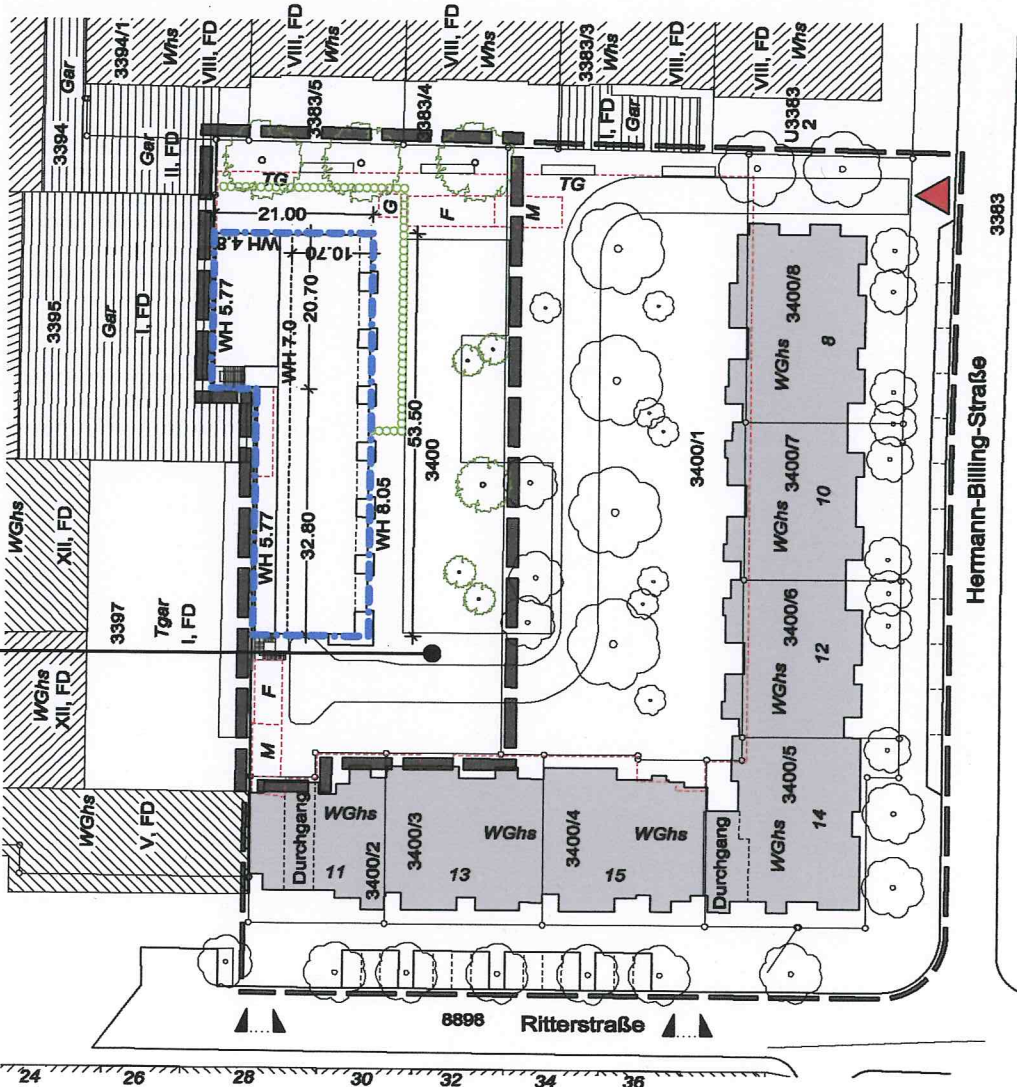 3394
Gar
3394/1
Whs
VIII, FD
VIII, FD
Whs
VIII, FD
Whs
3383/3
Whs
VIII, FD
VIII, FD
Whs
Gar
II, FD
3383/5
3383/4
I, FD
Gar
U3383
2
3395
Gar
I, FD
TG
TG
21.00
G
F
M
WH 4.8
10.70
WH 5.77
WH 7.0
20.70
53.50
3400
WH 5.77
32.80
WH 8.05
3400/1
WGhs
XII, FD
3397
Tgar
I, FD
WGhs
XII, FD
F
M
WGhs
V, FD
Durchgang
WGhs
11
3400/2
3400/3
WGhs
13
3400/4
WGhs
15
Durchgang
3400/8
WGhs
8
3400/7
WGhs
10
3400/6
WGhs
12
3400/5
WGhs
14
3383
Hermann-Billing-Straße
8898
Ritterstraße
24
26
28
30
32
34
36